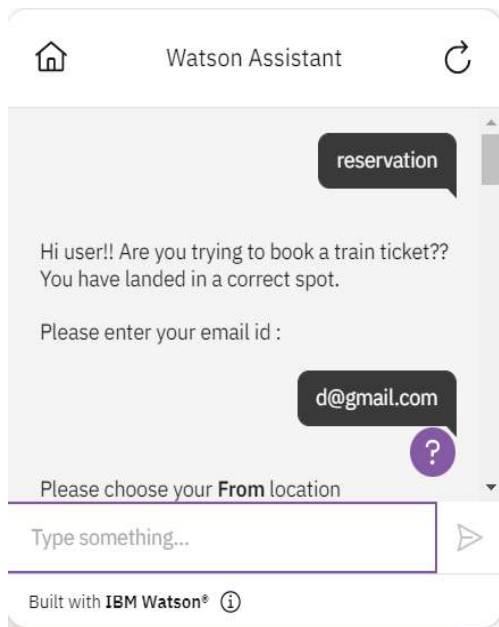 Watson Assistant
reservation
Hi user!! Are you trying to book a train ticket??
You have landed in a correct spot.
Please enter your email id :
d@gmail.com
?
Please choose your From location
Type something...
Built with IBM Watson®